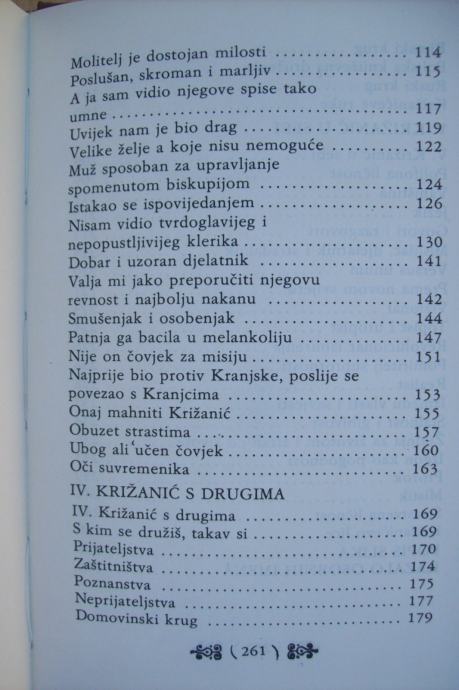 Molitelj je dostojan milosti .................... 114
Poslušan, skroman i marljiv .................... 115
A ja sam vidio njegove spise tako
umne .................... 117
Uvijek nam je bio drag .................... 119
Velike želje a koje nisu nemoguće .......... 122
Muž sposoban za upravljanje
spomenutom biskupijom .................... 124
Istakao se ispovijedanjem .................... 126
Nisam vidio tvrdoglavijeg i
nepopustljivijeg klerika .................... 130
Dobar i uzoran djelatnik .................... 141
Valja mi jako preporučiti njegovu
revnost i najbolju nakanu .................... 142
Smušenjak i osobenjak .................... 144
Patnja ga bacila u melankoliju .............. 147
Nije on čovjek za misiju .................... 151
Najprije bio protiv Kranjske, poslije se
povezao s Kranjcima .................... 153
Onaj mahniti Križanić .................... 155
Obuzet strastima .................... 157
Ubog ali učen čovjek .................... 160
Oči suvremenika .................... 163
IV. KRIŽANIĆ S DRUGIMA
IV. Križanić s drugima .................... 169
S kim se družiš, takav si .................... 169
Prijateljstva .................... 170
Zaštitništva .................... 174
Poznanstva .................... 175
Neprijateljstva .................... 177
Domovinski krug .................... 179
( 261 )